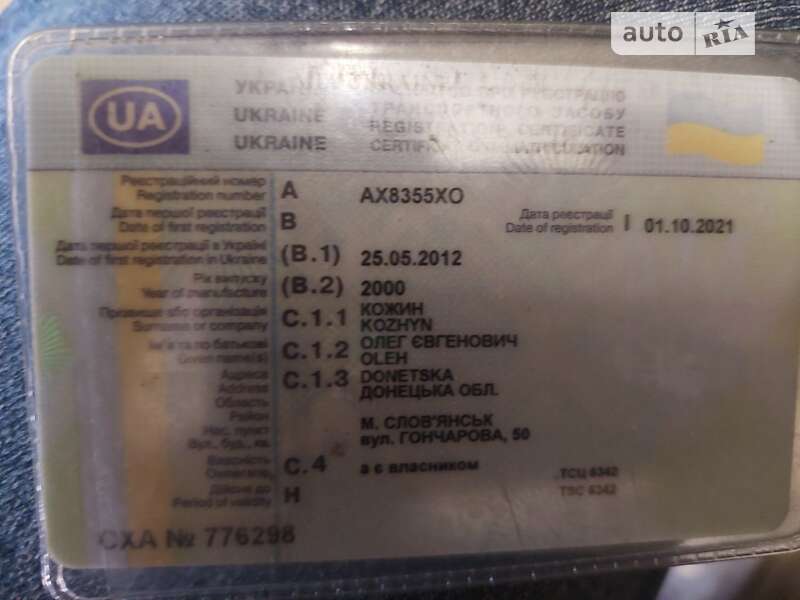 auto RIA
УКРАЇНА
UKRAINE
UKRAINE
ТРАНСПОРТНОГО ЗАСОБУ
REGISTRATION CERTIFICATE
UA
Реєстраційний номер
Registration number
A
AX8355XO
Дата першої реєстрації
Date of first registration
B
Дата реєстрації
Date of registration
I
01.10.2021
Дата першої реєстрації в Україні
Date of first registration in Ukraine
(B.1)
25.05.2012
Рік випуску
Year of manufacture
(B.2)
2000
Прізвище або організація
Surname or company
C.1.1
КОЖИН
KOZHYN
Ім'я та по батькові
Given name(s)
C.1.2
ОЛЕГ ЄВГЕНОВИЧ
OLEH
Адреса
Address
Область
Район
Нас. пункт
Вул., буд., кв.
C.1.3
DONETSKA
ДОНЕЦЬКА ОБЛ.
М. СЛОВ'ЯНСЬК
вул. ГОНЧАРОВА, 50
Власність
C.4
а є власником
ТСЦ 6342
TSC 6342
Дійсне до
Period of validity
H
СХА № 776298